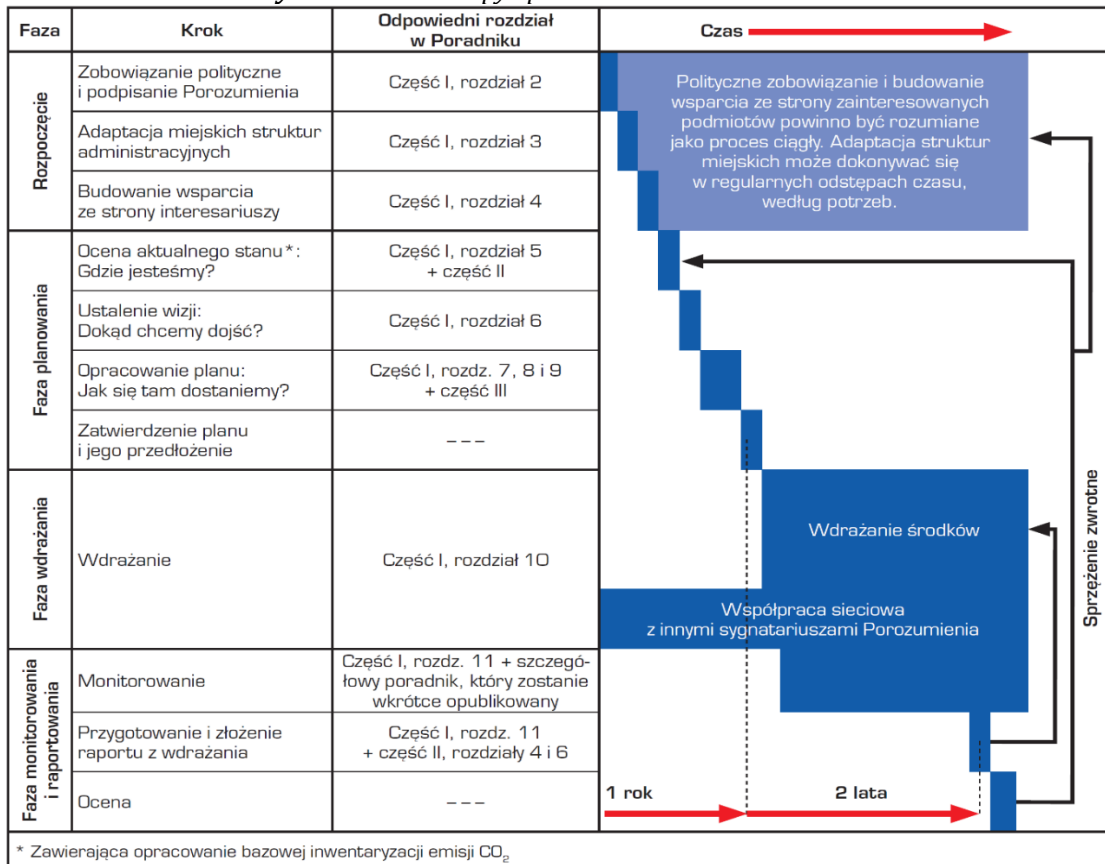 Faza
Krok
Odpowiedni rozdział
w Poradniku
Czas
Rozpoczęcie
Zobowiązanie polityczne
i podpisanie Porozumienia
Część I, rozdział 2
Adaptacja miejskich struktur
administracyjnych
Część I, rozdział 3
Budowanie wsparcia
ze strony interesariuszy
Część I, rozdział 4
Polityczne zobowiązanie i budowanie
wsparcia ze strony zainteresowanych
podmiotów powinno być rozumiane
jako proces ciągły. Adaptacja struktur
miejskich może dokonywać się
w regularnych odstępach czasu,
według potrzeb.
Faza planowania
Ocena aktualnego stanu*:
Gdzie jesteśmy?
Część I, rozdział 5
+ część II
Ustalenie wizji:
Dokąd chcemy dojść?
Część I, rozdział 6
Opracowanie planu:
Jak się tam dostaniemy?
Część I, rozdz. 7, 8 i 9
+ część III
Zatwierdzenie planu
i jego przedłożenie
– – –
Faza wdrażania
Wdrażanie
Część I, rozdział 10
Wdrażanie środków
Współpraca sieciowa
z innymi sygnatariuszami Porozumienia
Sprzężenie zwrotne
Faza monitorowania
i raportowania
Monitorowanie
Część I, rozdz. 11 + szczegó-
łowy poradnik, który zostanie
wkrótce opublikowany
Przygotowanie i złożenie
raportu z wdrażania
Część I, rozdz. 11
+ część II, rozdziały 4 i 6
Ocena
– – –
1 rok
2 lata
* Zawierająca opracowanie bazowej inwentaryzacji emisji CO₂